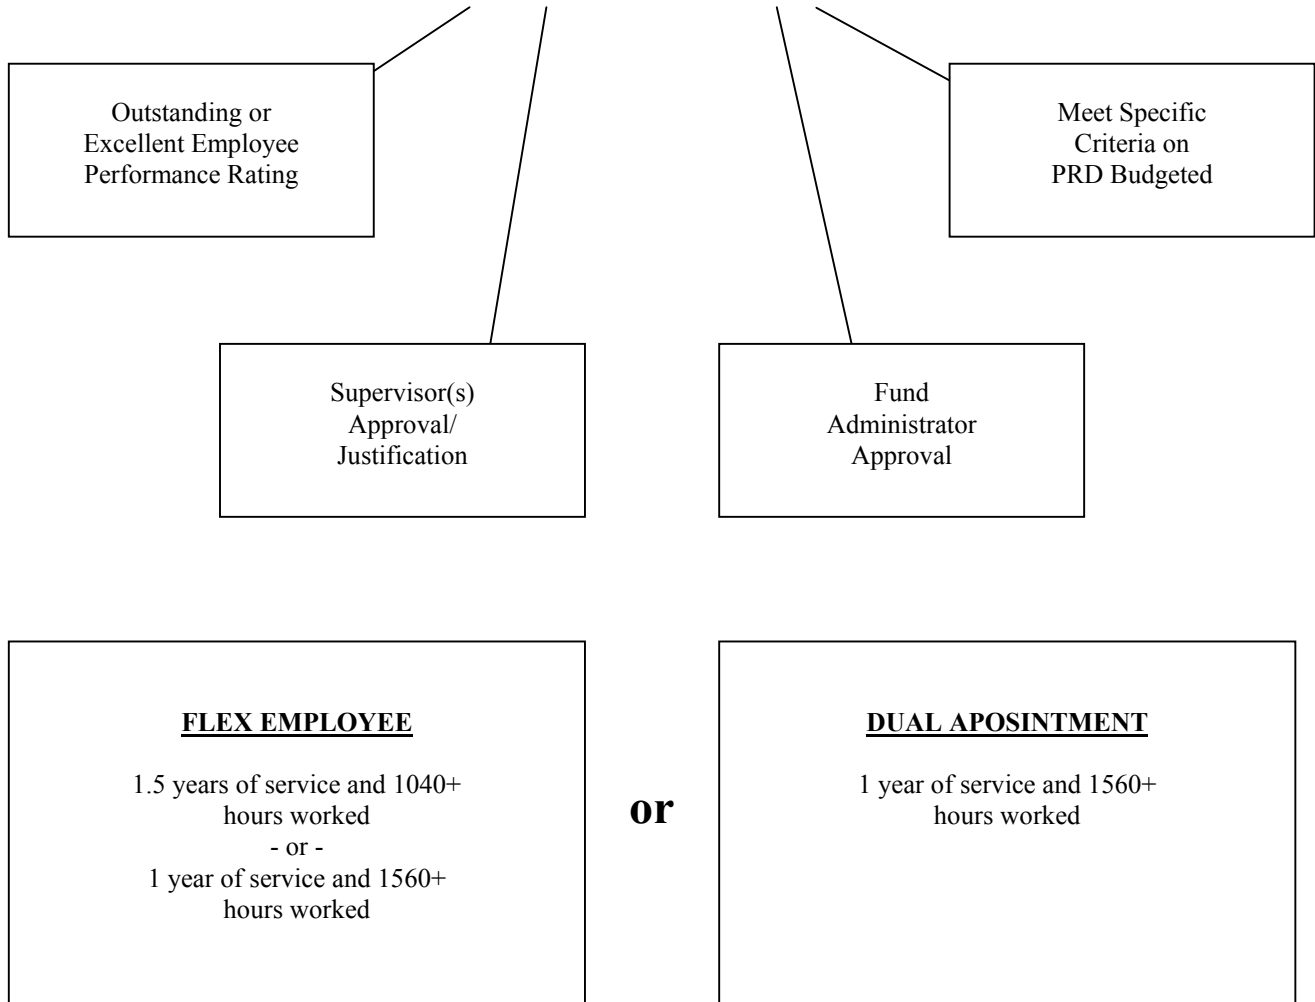 Outstanding or
Excellent Employee
Performance Rating
Meet Specific
Criteria on
PRD Budgeted
Supervisor(s)
Approval/
Justification
Fund
Administrator
Approval
FLEX EMPLOYEE
1.5 years of service and 1040+
hours worked
- or -
1 year of service and 1560+
hours worked
or
DUAL APOSINTMENT
1 year of service and 1560+
hours worked